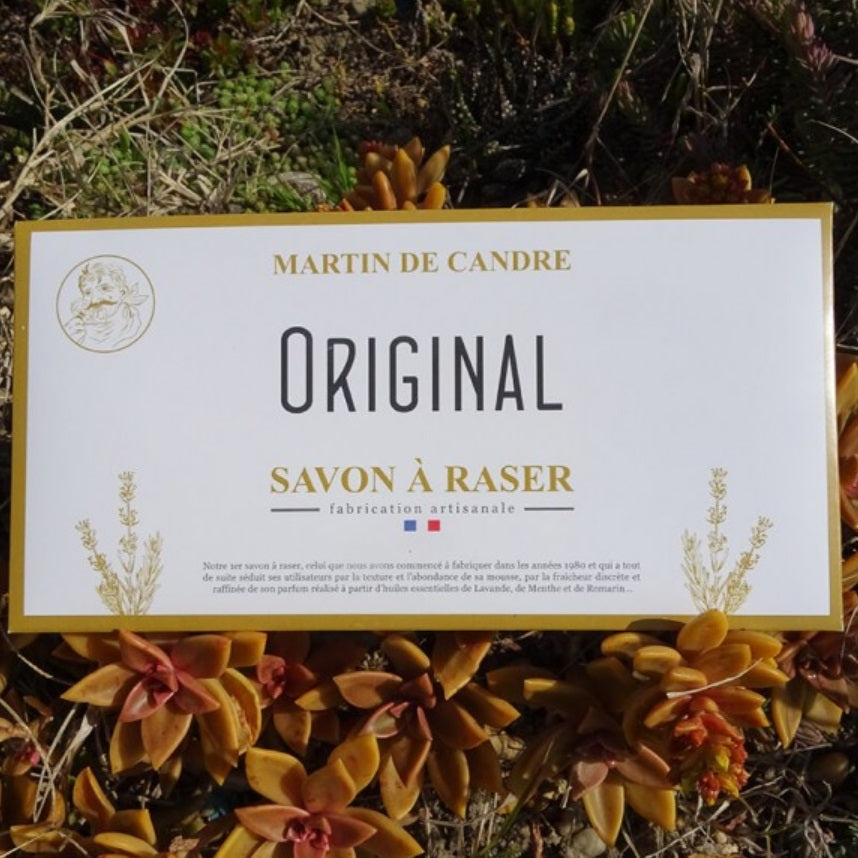 MARTIN DE CANDRE
ORIGINAL
SAVON À RASER
fabrication artisanale
Notre 1er savon à raser, celui que nous avons commencé à fabriquer dans les années 1980 et qui a tout
de suite séduit ses utilisateurs par la texture et l'abondance de sa mousse, par la fraîcheur discrète et
raffinée de son parfum réalisé à partir d'huiles essentielles de Lavande, de Menthe et de Romarin...